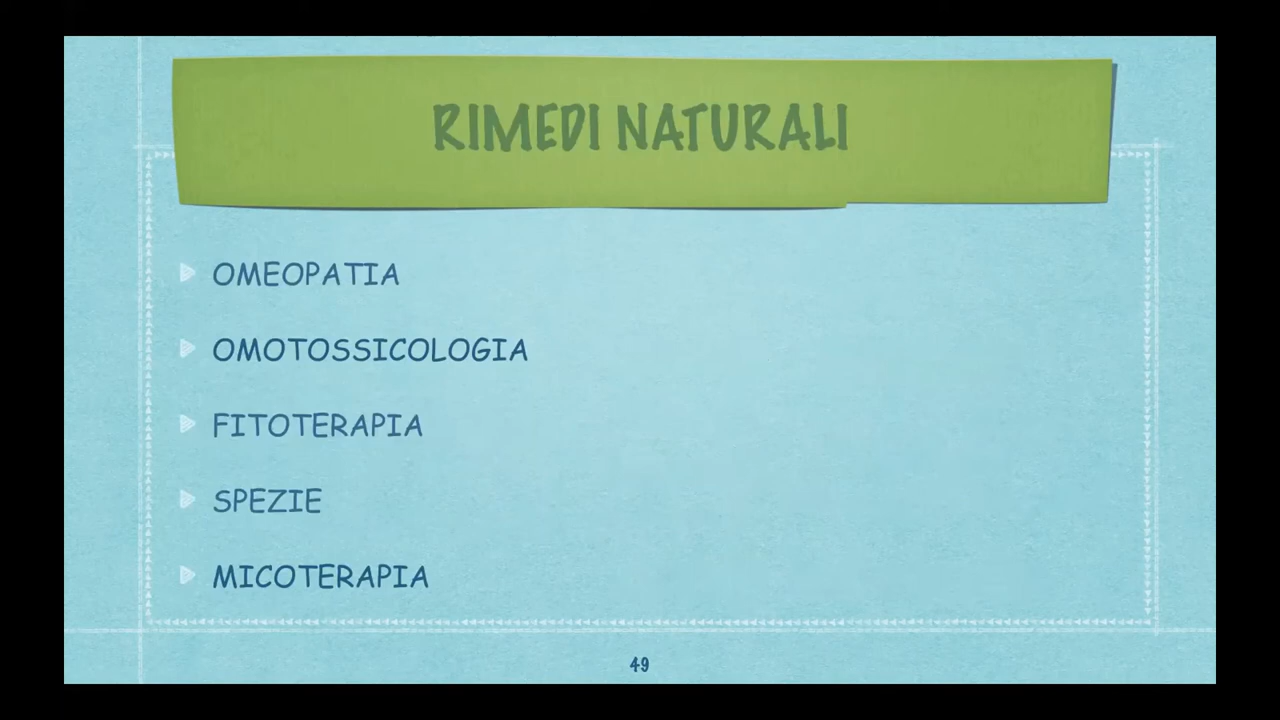 RIMEDI NATURALI
OMEOPATIA
OMOTOSSICOLOGIA
FITOTERAPIA
SPEZIE
MICOTERAPIA
49